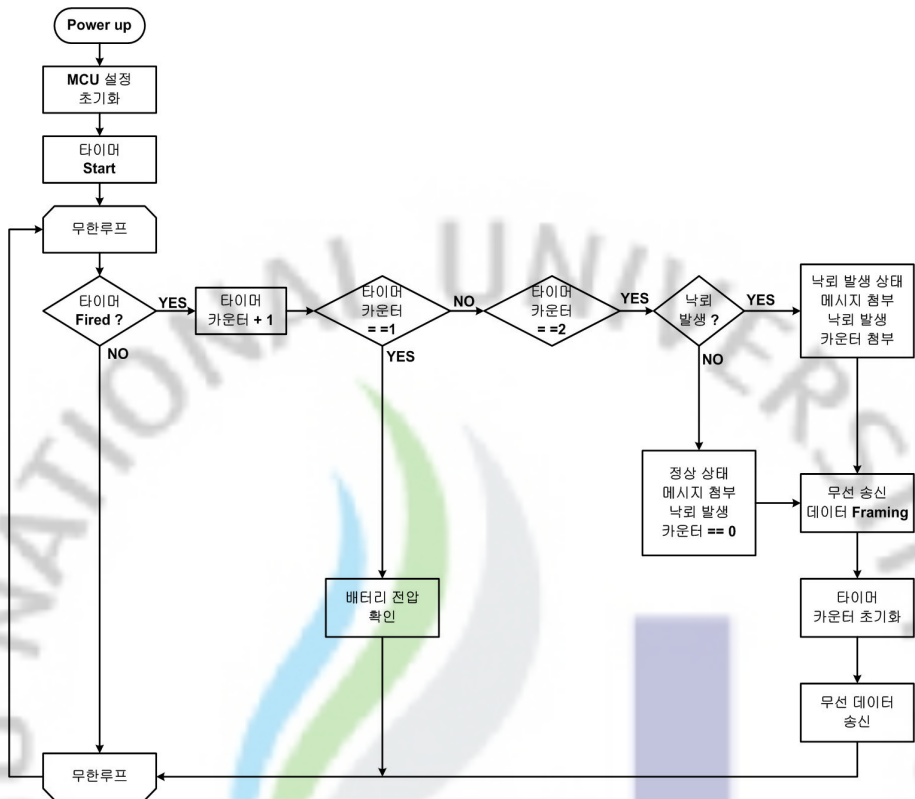 Power up
MCU 설정
초기화
타이머
Start
무한루프
타이머
Fired ?
YES
NO
타이머
카운터 + 1
타이머
카운터
= =1
NO
YES
타이머
카운터
= =2
YES
낙뢰
발생 ?
YES
NO
낙뢰 발생 상태
메시지 첨부
낙뢰 발생
카운터 첨부
정상 상태
메시지 첨부
낙뢰 발생
카운터 == 0
무선 송신
데이터 Framing
배터리 전압
확인
타이머
카운터 초기화
무선 데이터
송신
무한루프
NATIONAL UNIVERSITY